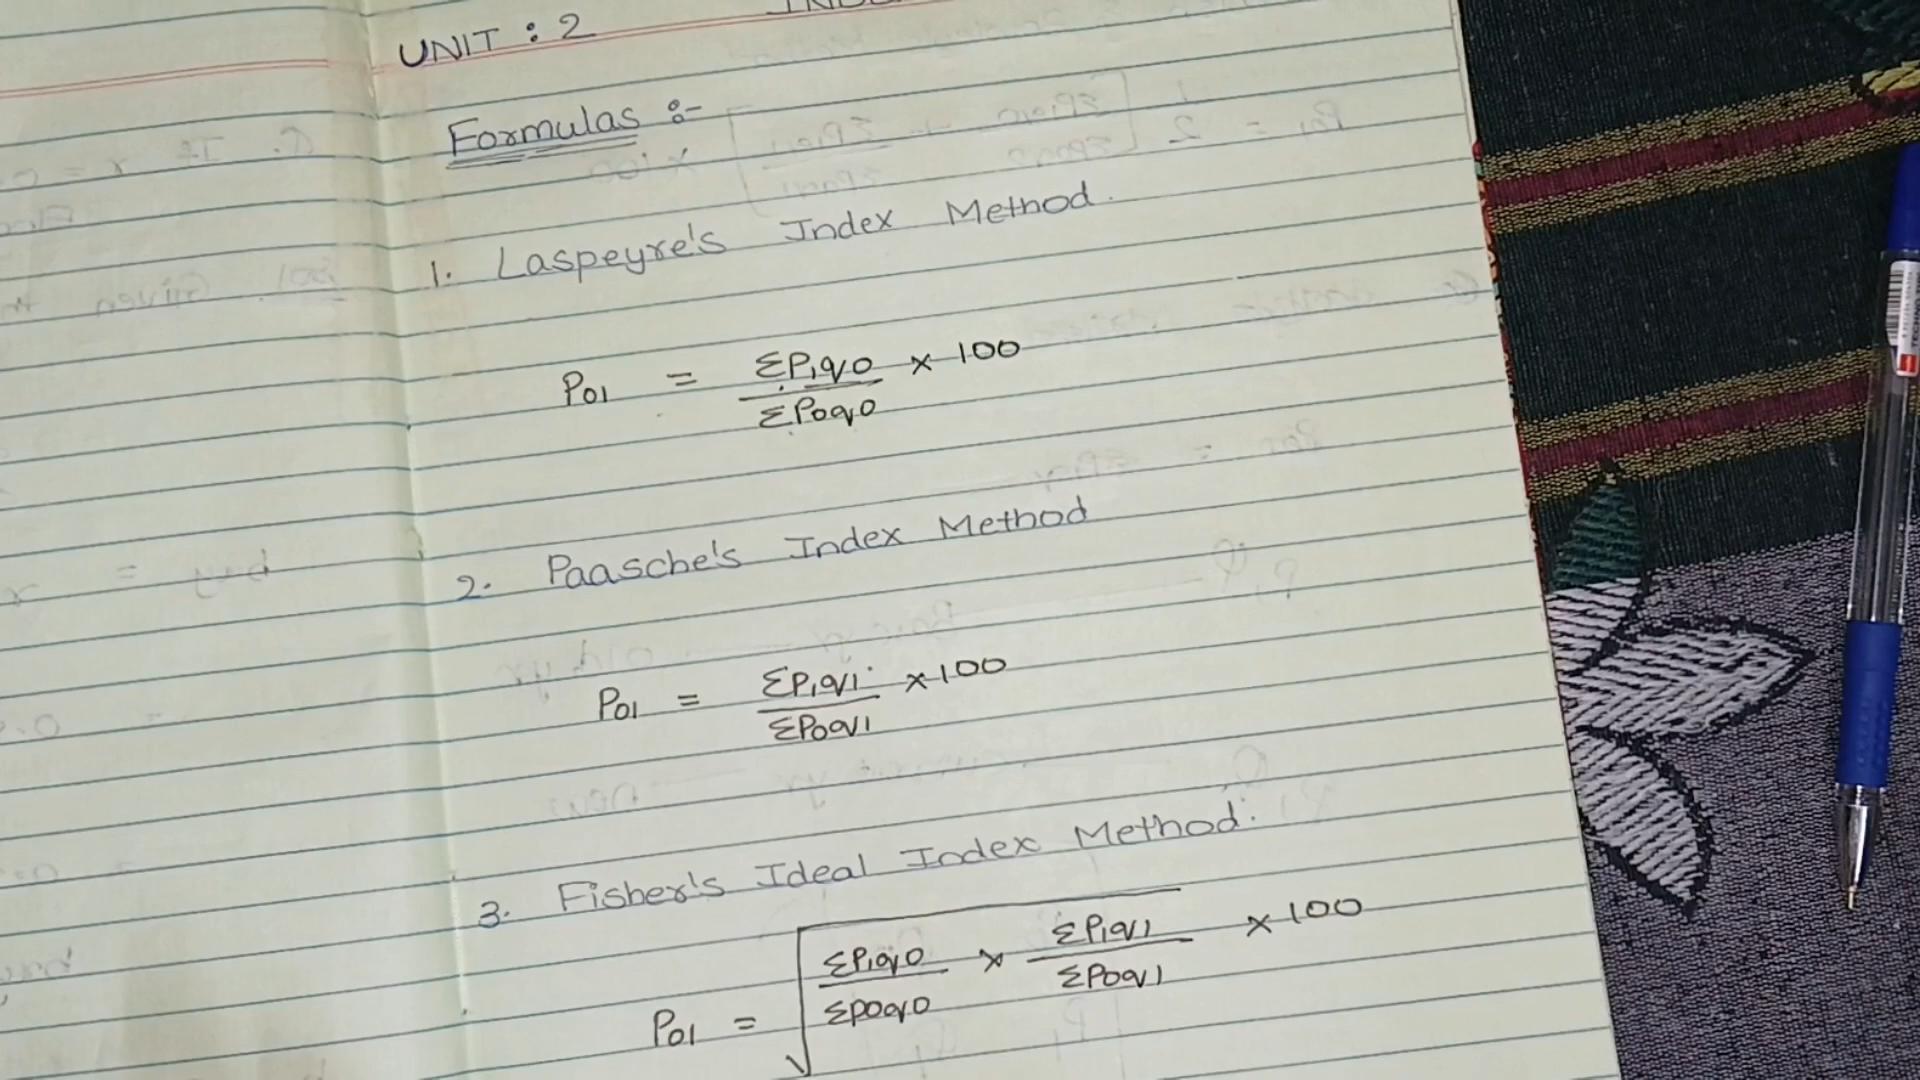 UNIT : 2
Formulas :-
1. Laspeyre's Index Method.
P01 = ΣP1q0 / ΣP0q0 × 100
2. Paasche's Index Method
P01 = ΣP1q1 / ΣP0q1 × 100
3. Fisher's Ideal Index Method.
P01 = √ ΣP1q0 / ΣP0q0 × ΣP1q1 / ΣP0q1 × 100